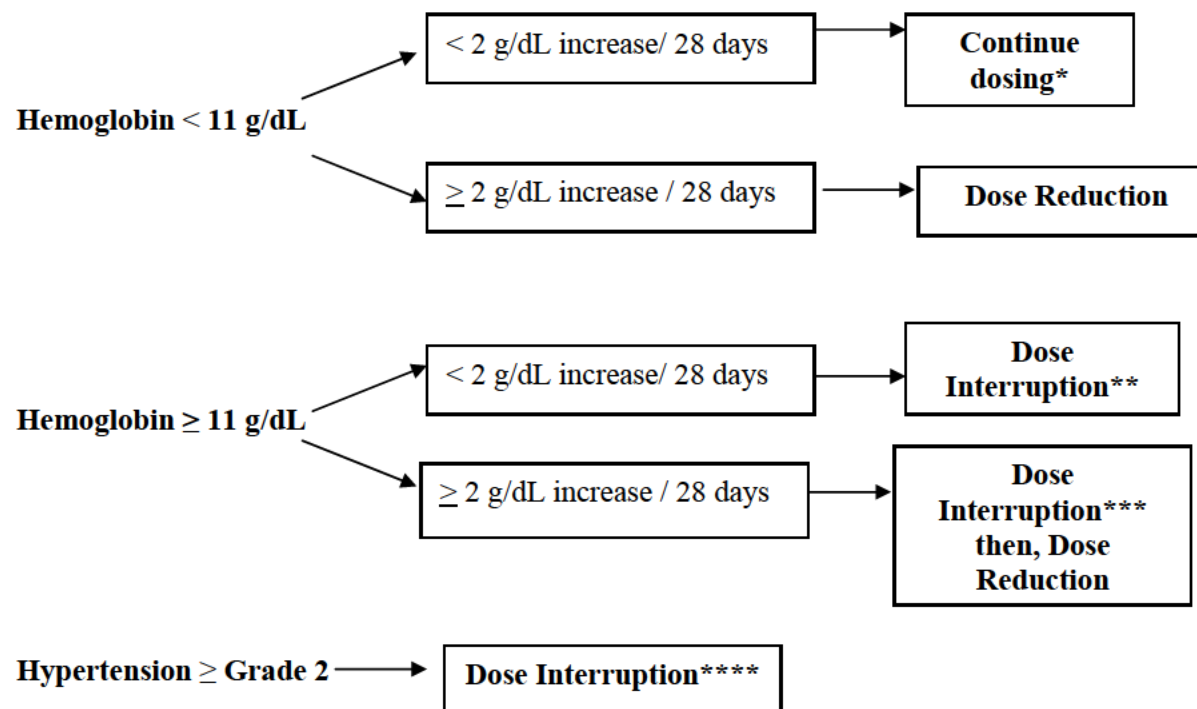 < 2 g/dL increase/ 28 days
Continue
dosing*
Hemoglobin < 11 g/dL
≥ 2 g/dL increase / 28 days
Dose Reduction
< 2 g/dL increase/ 28 days
Dose
Interruption**
Hemoglobin ≥ 11 g/dL
≥ 2 g/dL increase / 28 days
Dose
Interruption***
then, Dose
Reduction
Hypertension ≥ Grade 2
Dose Interruption****